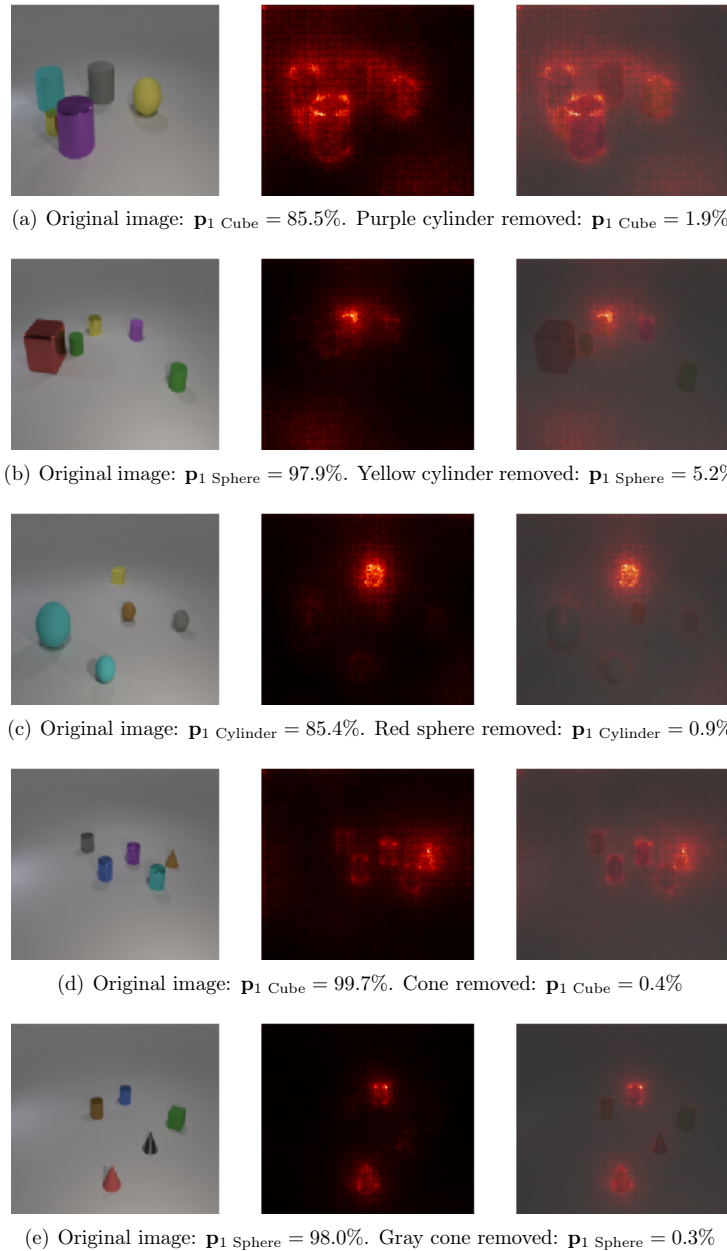 (a) Original image: p1 Cube = 85.5%. Purple cylinder removed: p1 Cube = 1.9%
(b) Original image: p1 Sphere = 97.9%. Yellow cylinder removed: p1 Sphere = 5.2%
(c) Original image: p1 Cylinder = 85.4%. Red sphere removed: p1 Cylinder = 0.9%
(d) Original image: p1 Cube = 99.7%. Cone removed: p1 Cube = 0.4%
(e) Original image: p1 Sphere = 98.0%. Gray cone removed: p1 Sphere = 0.3%